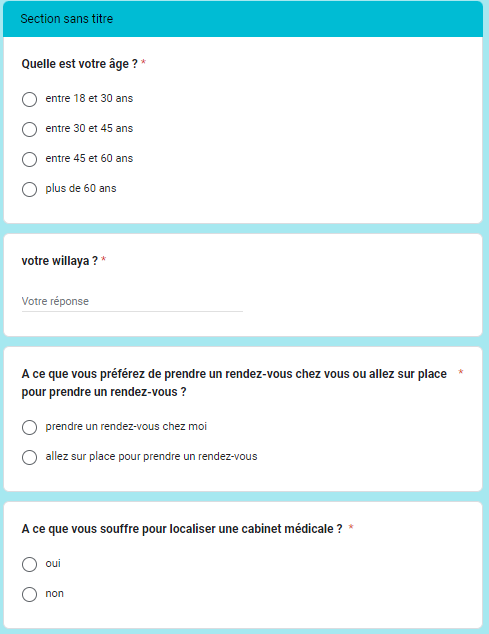 Section sans titre
Quelle est votre âge ? *
entre 18 et 30 ans
entre 30 et 45 ans
entre 45 et 60 ans
plus de 60 ans
votre willaya ? *
Votre réponse
A ce que vous préférez de prendre un rendez-vous chez vous ou allez sur place *
pour prendre un rendez-vous ?
prendre un rendez-vous chez moi
allez sur place pour prendre un rendez-vous
A ce que vous souffre pour localiser une cabinet médicale ? *
oui
non